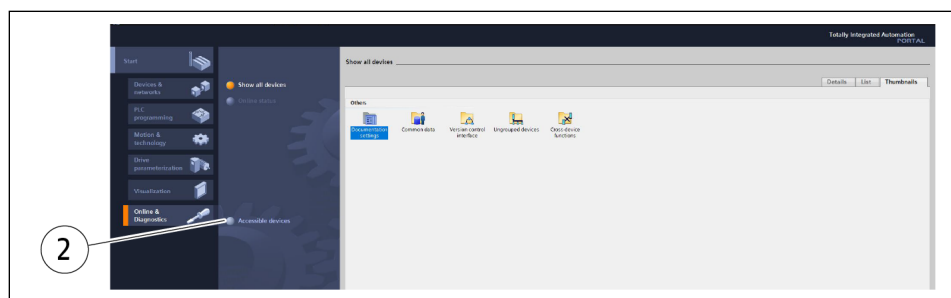 Totally Integrated Automation
PORTAL
Start
Devices &
networks
PLC
programming
Motion &
technology
Drive
parameterization
Visualization
Online &
Diagnostics
Show all devices
Online status
Accessible devices
Show all devices
Details List Thumbnails
Others
Documentation
settings
Common data
Version control
interface
Ungrouped devices
Cross-device
functions
2